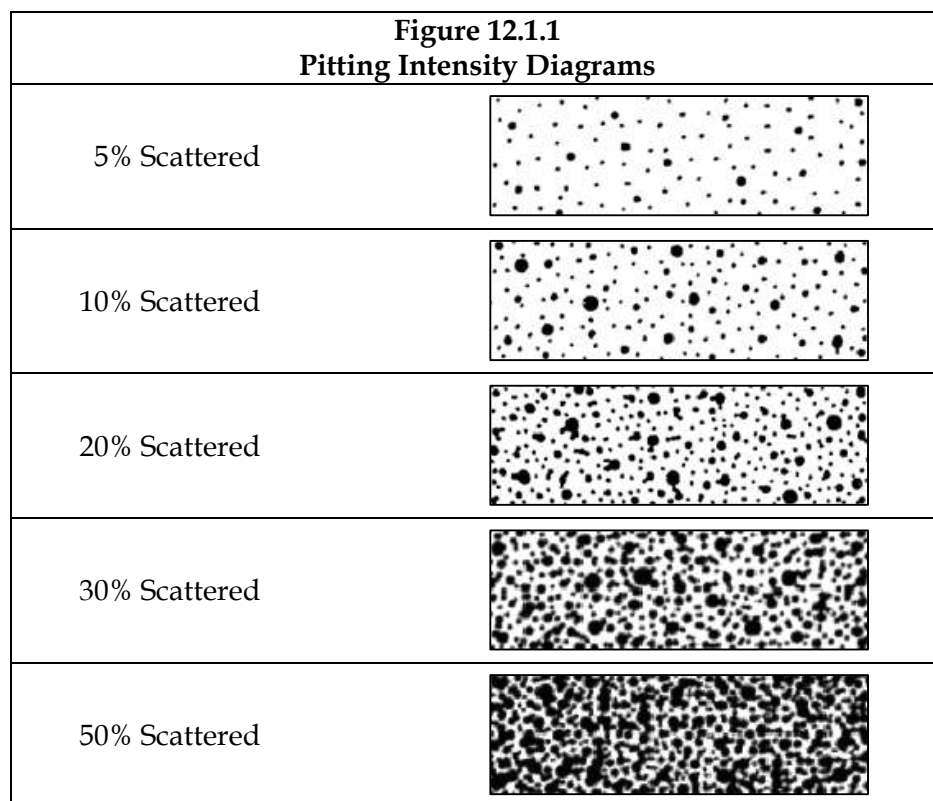 Figure 12.1.1
Pitting Intensity Diagrams
5% Scattered
10% Scattered
20% Scattered
30% Scattered
50% Scattered